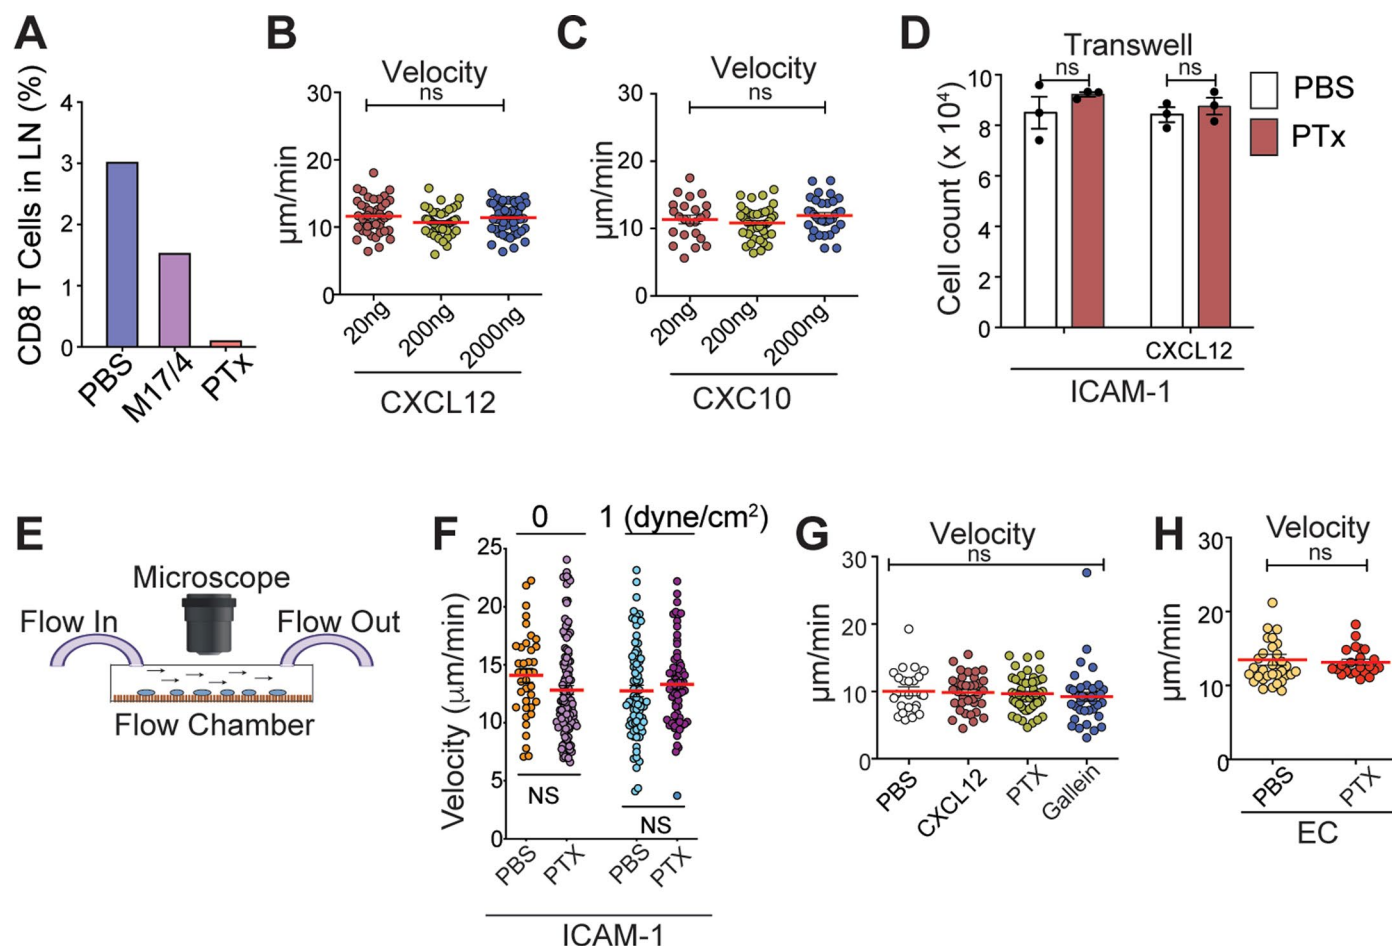 A
CD8 T Cells in LN (%)
4
3
2
1
0
PBS
M17/4
PTx
B
Velocity
ns
µm/min
30
20
10
0
20ng
200ng
2000ng
CXCL12
C
Velocity
ns
µm/min
30
20
10
0
20ng
200ng
2000ng
CXC10
D
Transwell
ns
ns
Cell count (x 10⁴)
10
8
6
4
2
0
CXCL12
ICAM-1
PBS
PTx
E
Microscope
Flow In
Flow Out
Flow Chamber
F
0
1 (dyne/cm²)
Velocity (µm/min)
25
20
15
10
5
0
NS
NS
PBS
PTX
PBS
PTX
ICAM-1
G
Velocity
ns
µm/min
30
20
10
0
PBS
CXCL12
PTX
Gallein
H
Velocity
ns
µm/min
30
20
10
0
PBS
PTX
EC